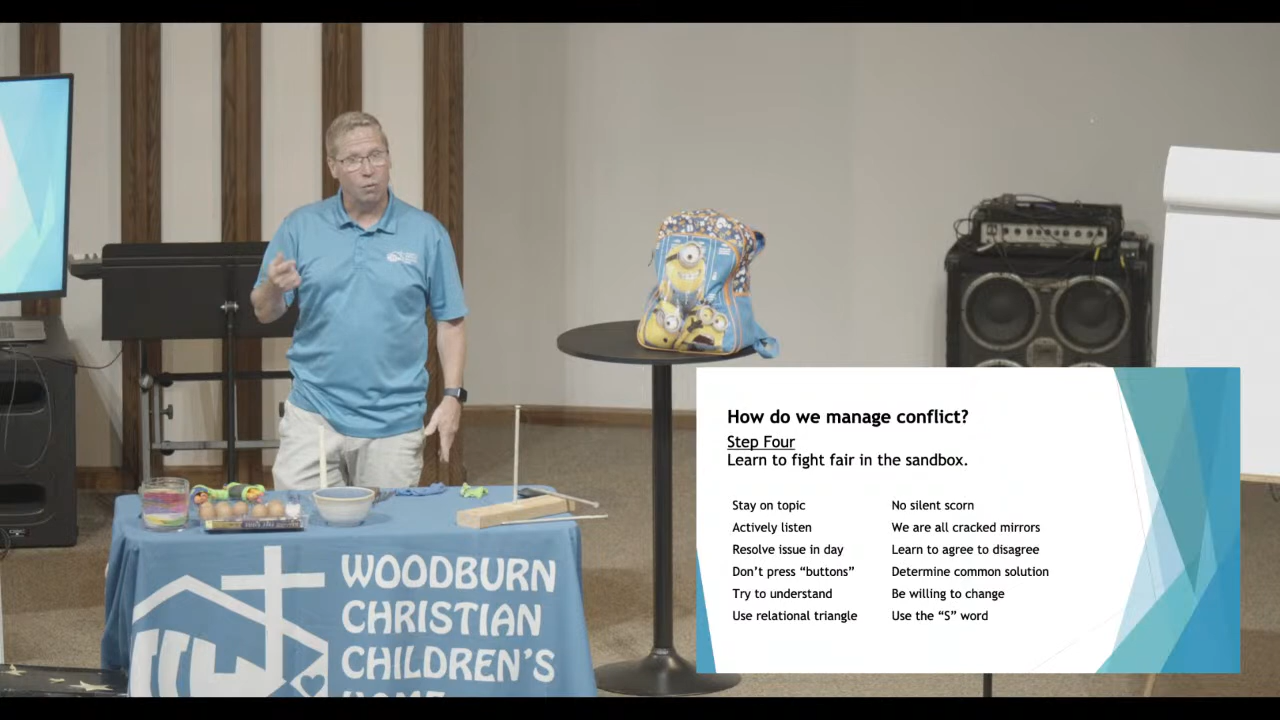 How do we manage conflict?
Step Four
Learn to fight fair in the sandbox.
Stay on topic
Actively listen
Resolve issue in day
Don't press "buttons"
Try to understand
Use relational triangle
No silent scorn
We are all cracked mirrors
Learn to agree to disagree
Determine common solution
Be willing to change
Use the "S" word
WOODBURN
CHRISTIAN
CHILDREN'S
HOME